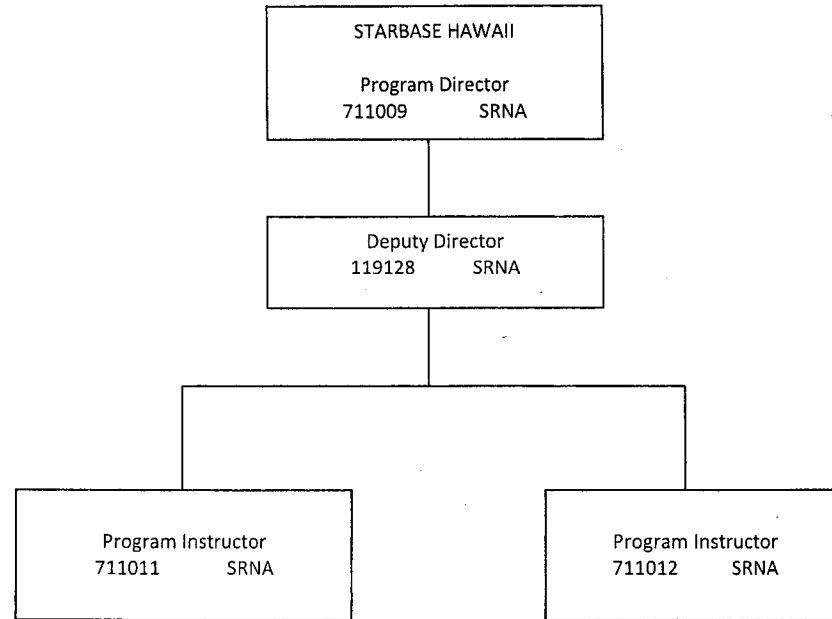 STARBASE HAWAII
Program Director
711009 SRNA
Deputy Director
119128 SRNA
Program Instructor
711011 SRNA
Program Instructor
711012 SRNA